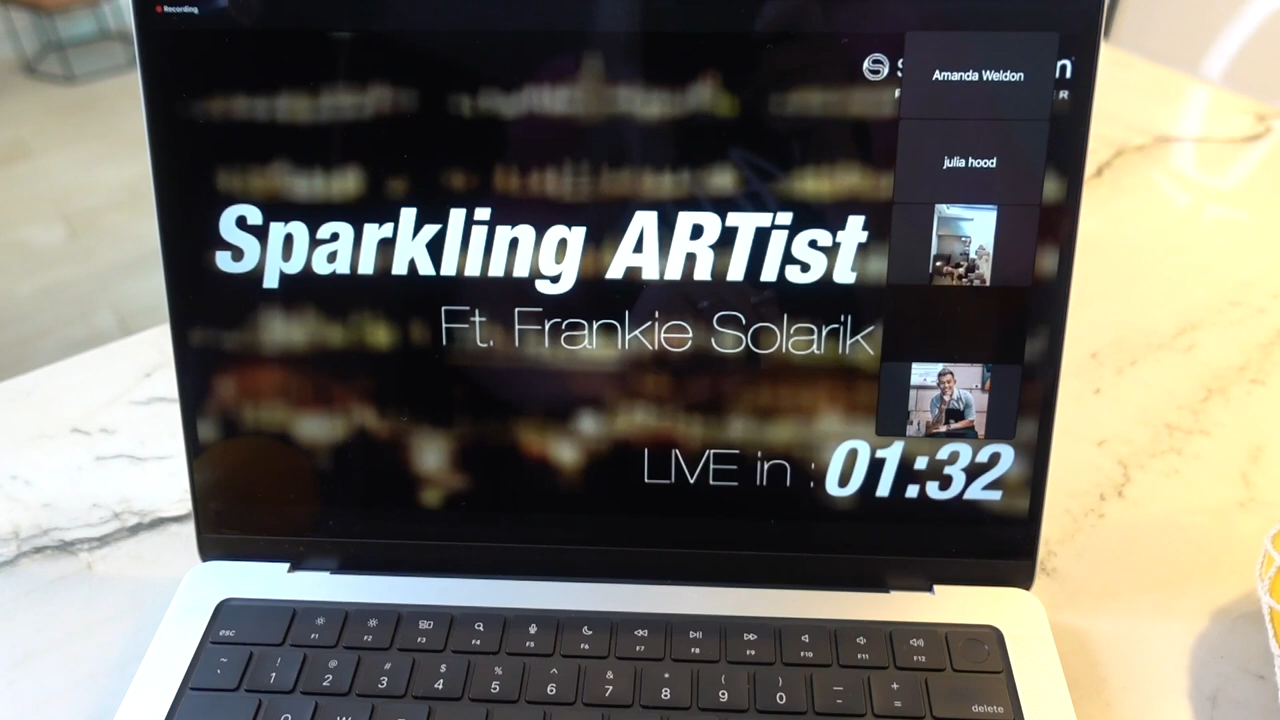 Recording
Amanda Weldon
julia hood
Sparkling ARTist
Ft. Frankie Solarik
LIVE in : 01:32
esc
F1 F2 F3 F4 F5 F6 F7 F8 F9 F10 F11 F12
~ ! @ # $ % ^ & * ( ) _ +
1 2 3 4 5 6 7 8 9 0 - =
delete